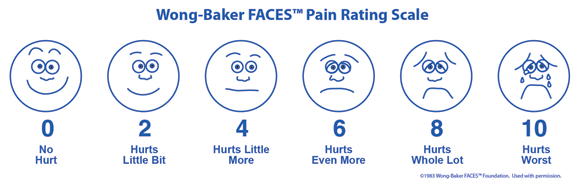 Wong-Baker FACES™ Pain Rating Scale
0 2 4 6 8 10
No Hurts Hurts Little Hurts Hurts Hurts
Hurt Little Bit More Even More Whole Lot Worst
©1983 Wong-Baker FACES™ Foundation. Used with permission.